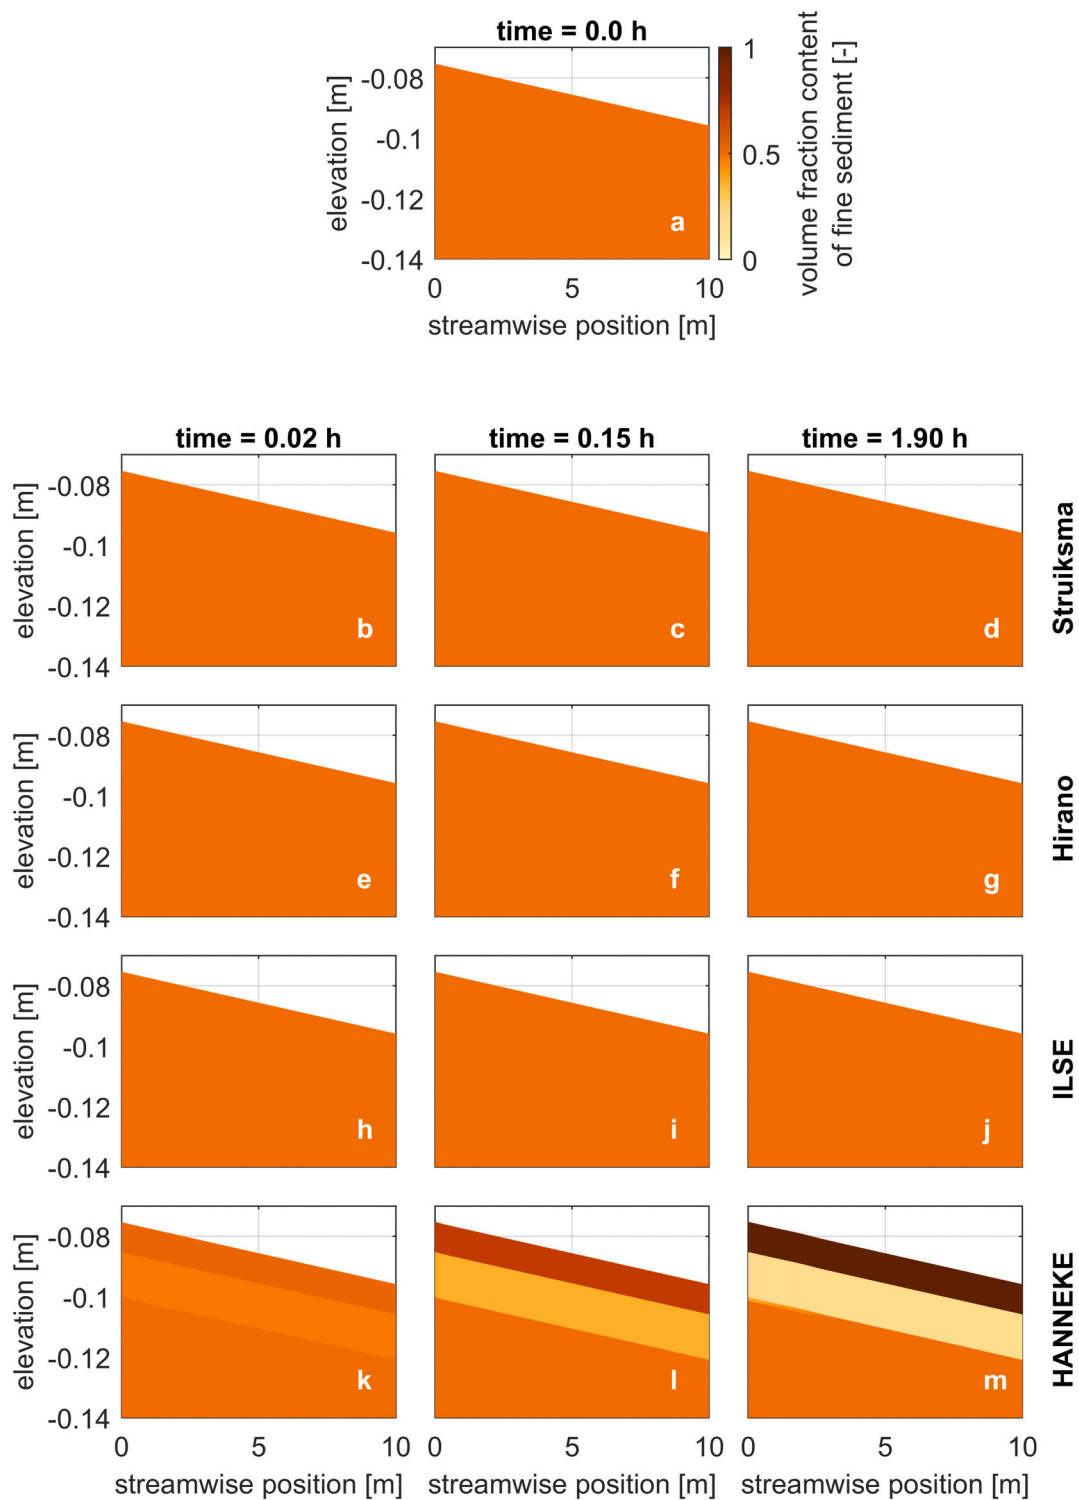 time = 0.0 h
elevation [m]
-0.08
-0.1
-0.12
-0.14
0
5
10
streamwise position [m]
a
1
0.5
0
volume fraction content
of fine sediment [-]
time = 0.02 h
time = 0.15 h
time = 1.90 h
elevation [m]
-0.08
-0.1
-0.12
-0.14
b
c
d
Struiksma
elevation [m]
-0.08
-0.1
-0.12
-0.14
e
f
g
Hirano
elevation [m]
-0.08
-0.1
-0.12
-0.14
h
i
j
ILSE
elevation [m]
-0.08
-0.1
-0.12
-0.14
k
l
m
HANNEKE
0
5
10
0
5
10
0
5
10
streamwise position [m]
streamwise position [m]
streamwise position [m]